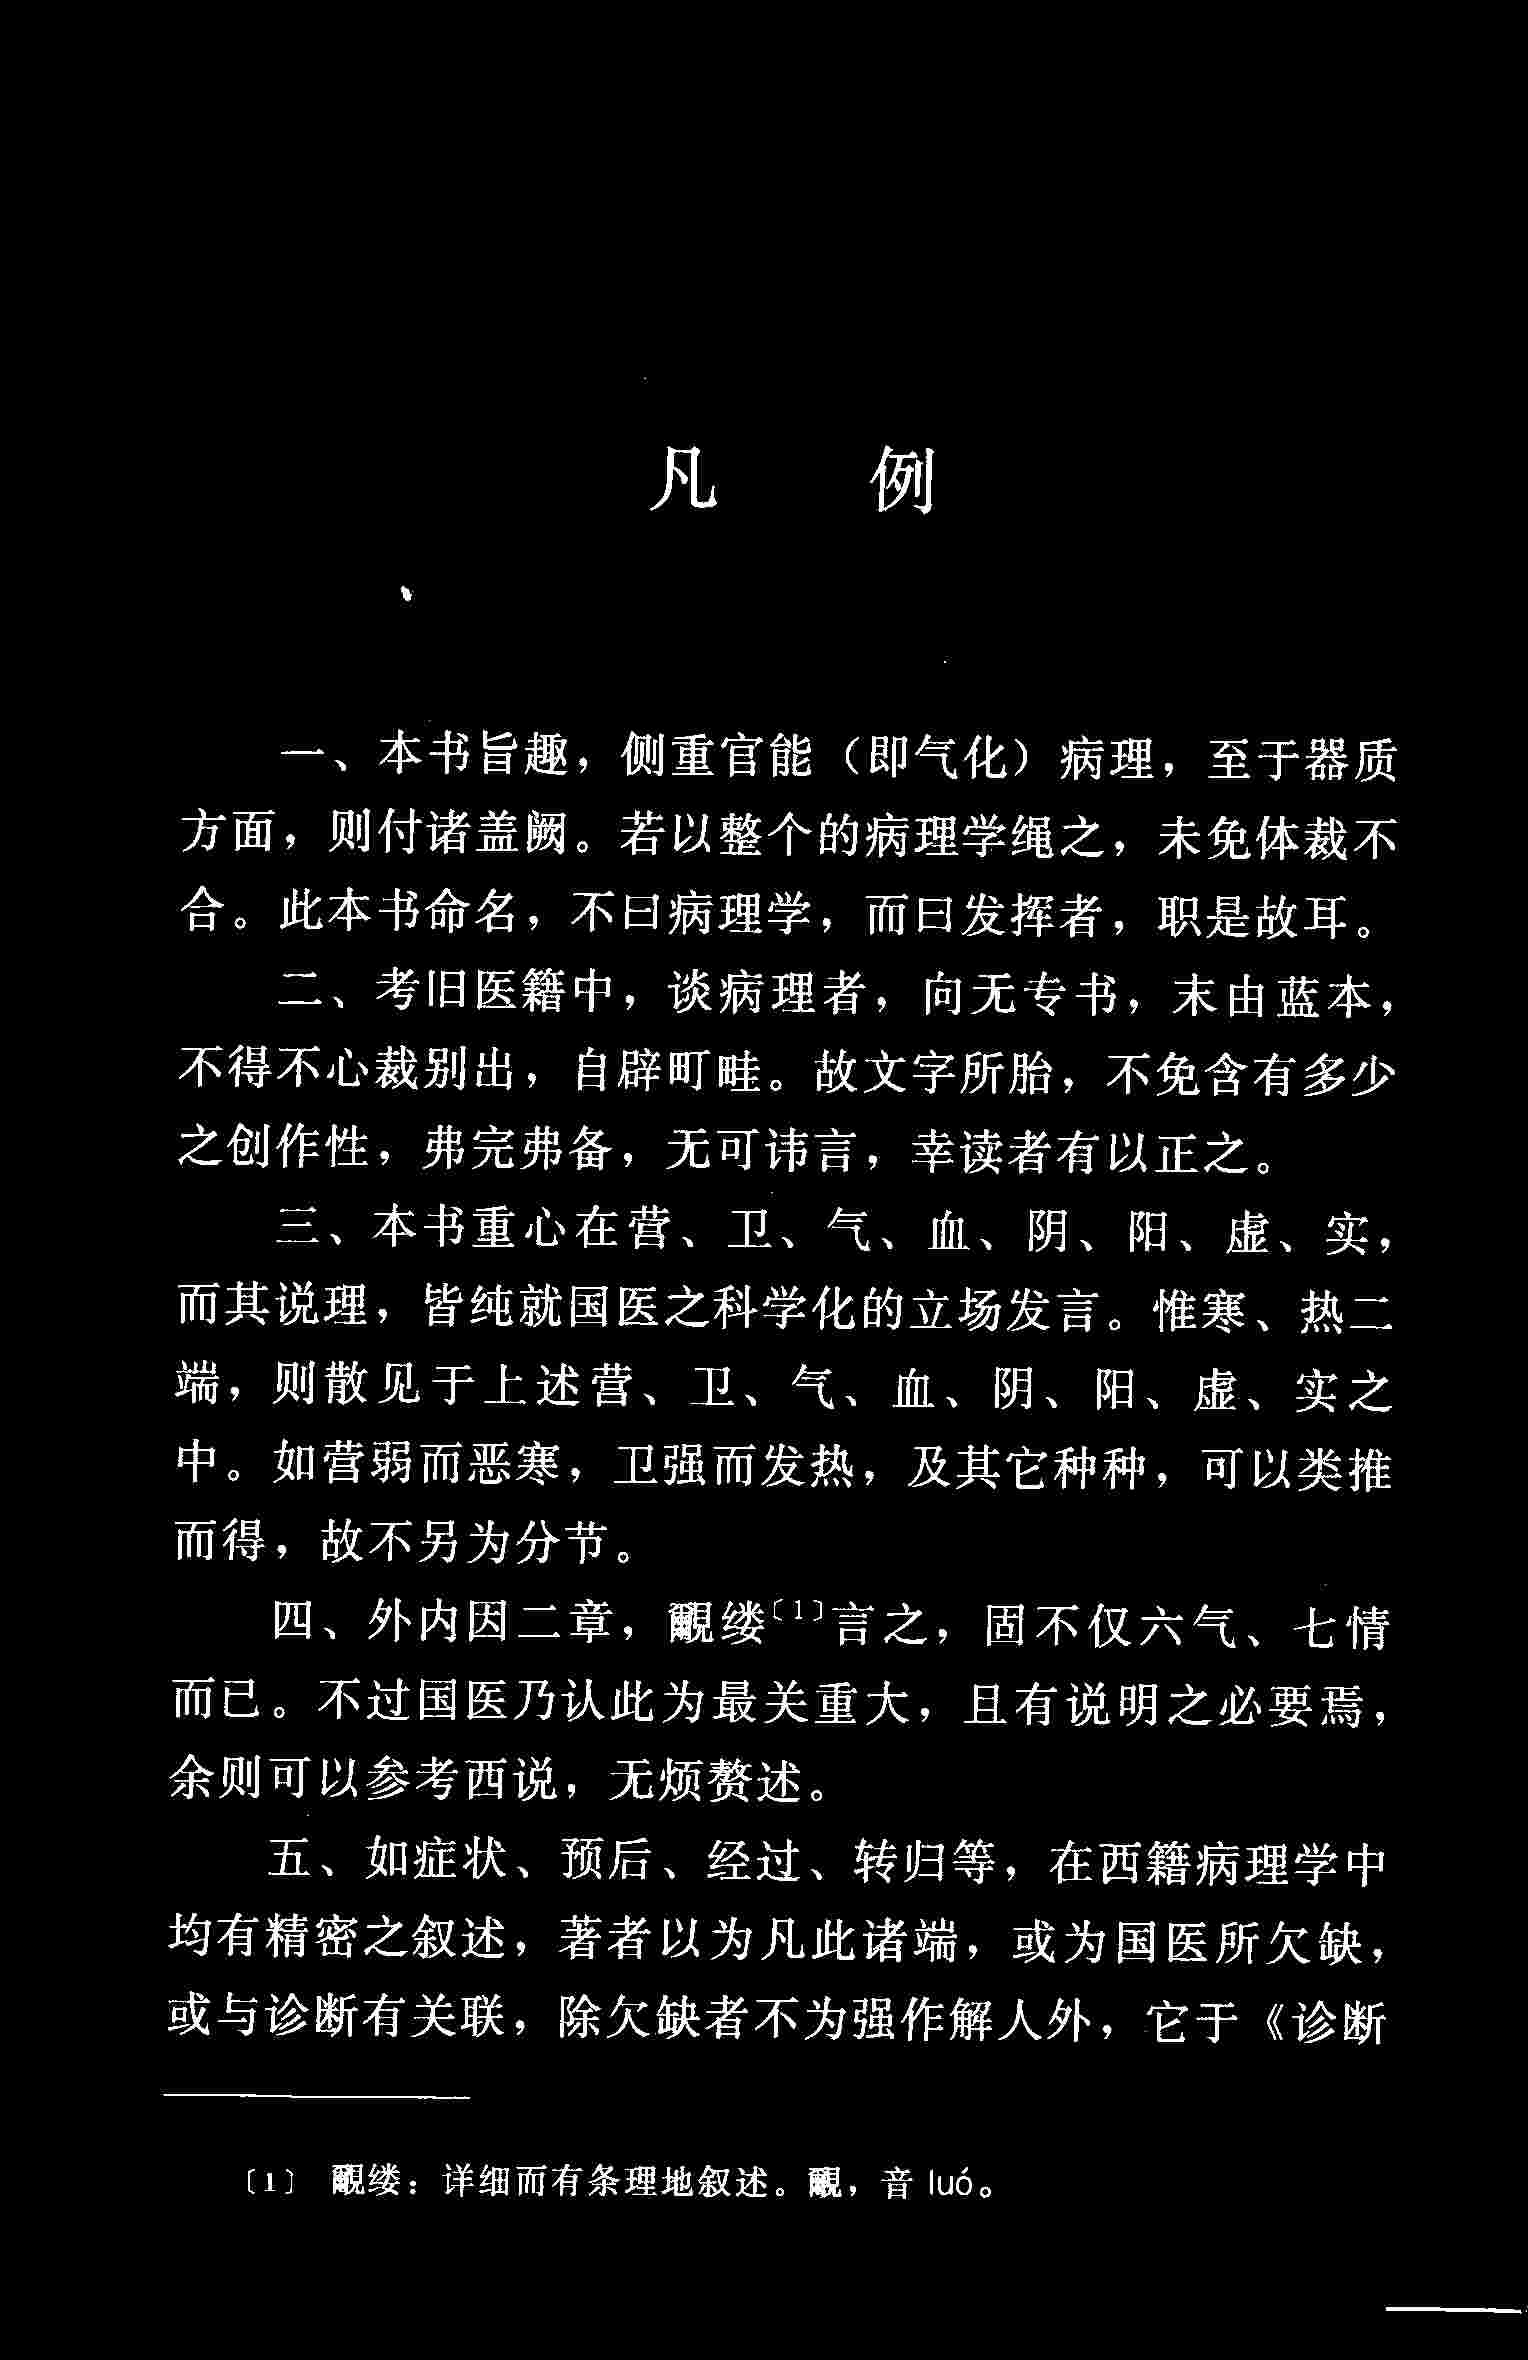 凡 例
一、本书旨趣，侧重官能（即气化）病理，至于器质
方面，则付诸盖阙。若以整个的病理学绳之，未免体裁不
合。此本书命名，不曰病理学，而曰发挥者，职是故耳。
二、考旧医籍中，谈病理者，向无专书，末由蓝本，
不得不心裁别出，自辟町畦。故文字所胎，不免含有多少
之创作性，弗完弗备，无可讳言，幸读者有以正之。
三、本书重心在营、卫、气、血、阴、阳、虚、实，
而其说理，皆纯就国医之科学化的立场发言。惟寒、热二
端，则散见于上述营、卫、气、血、阴、阳、虚、实之
中。如营弱而恶寒，卫强而发热，及其它种种，可以类推
而得，故不另为分节。
四、外内因二章，覼缕〔1〕言之，固不仅六气、七情
而已。不过国医乃认此为最关重大，且有说明之必要焉，
余则可以参考西说，无烦赘述。
五、如症状、预后、经过、转归等，在西籍病理学中
均有精密之叙述，著者以为凡此诸端，或为国医所欠缺，
或与诊断有关联，除欠缺者不为强作解人外，它于《诊断
〔1〕 覼缕：详细而有条理地叙述。覼，音 luó。